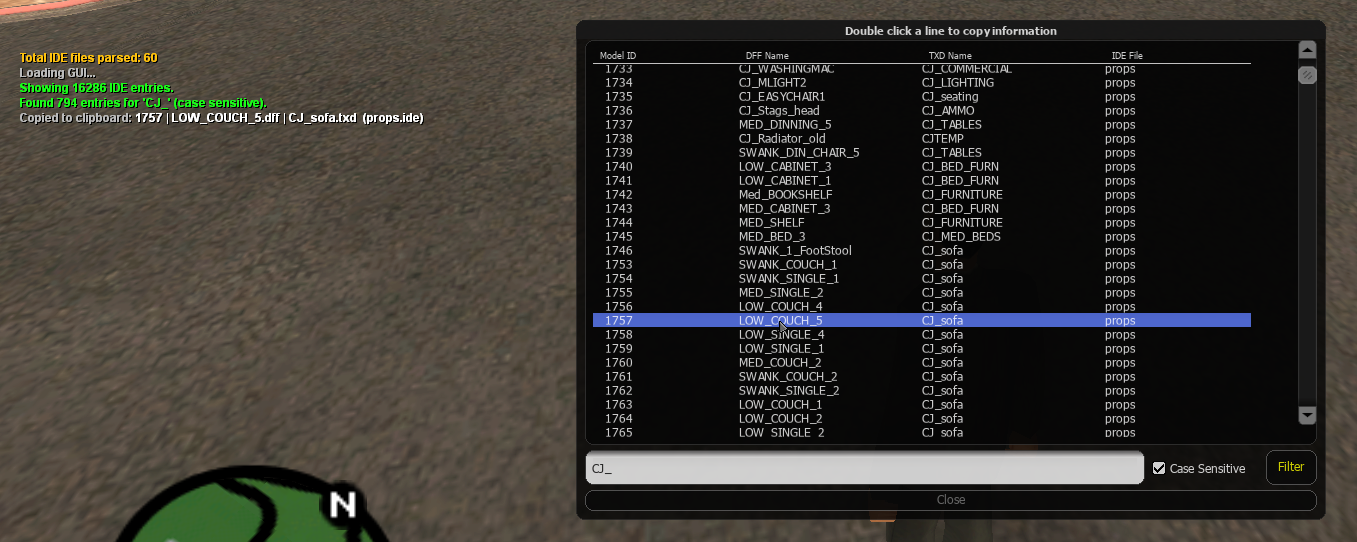 Total IDE files parsed: 60
Loading GUI...
Showing 16286 IDE entries.
Found 794 entries for 'CJ_' (case sensitive).
Copied to clipboard: 1757 | LOW_COUCH_5.dff | CJ_sofa.txd (props.ide)
Double click a line to copy information
Model ID DFF Name TXD Name IDE File
1733 CJ_WASHINGMAC CJ_COMMERCIAL props
1734 CJ_MLIGHT2 CJ_LIGHTING props
1735 CJ_EASYCHAIR1 CJ_seating props
1736 CJ_Stags_head CJ_AMMO props
1737 MED_DINNING_5 CJ_TABLES props
1738 CJ_Radiator_old CJTEMP props
1739 SWANK_DIN_CHAIR_5 CJ_TABLES props
1740 LOW_CABINET_3 CJ_BED_FURN props
1741 LOW_CABINET_1 CJ_BED_FURN props
1742 Med_BOOKSHELF CJ_FURNITURE props
1743 MED_CABINET_3 CJ_BED_FURN props
1744 MED_SHELF CJ_FURNITURE props
1745 MED_BED_3 CJ_MED_BEDS props
1746 SWANK_1_FootStool CJ_sofa props
1753 SWANK_COUCH_1 CJ_sofa props
1754 SWANK_SINGLE_1 CJ_sofa props
1755 MED_SINGLE_2 CJ_sofa props
1756 LOW_COUCH_4 CJ_sofa props
1757 LOW_COUCH_5 CJ_sofa props
1758 LOW_SINGLE_4 CJ_sofa props
1759 LOW_SINGLE_1 CJ_sofa props
1760 MED_COUCH_2 CJ_sofa props
1761 SWANK_COUCH_2 CJ_sofa props
1762 SWANK_SINGLE_2 CJ_sofa props
1763 LOW_COUCH_1 CJ_sofa props
1764 LOW_COUCH_2 CJ_sofa props
1765 LOW_SINGLE_2 CJ_sofa props
CJ_ Case Sensitive Filter
Close
N